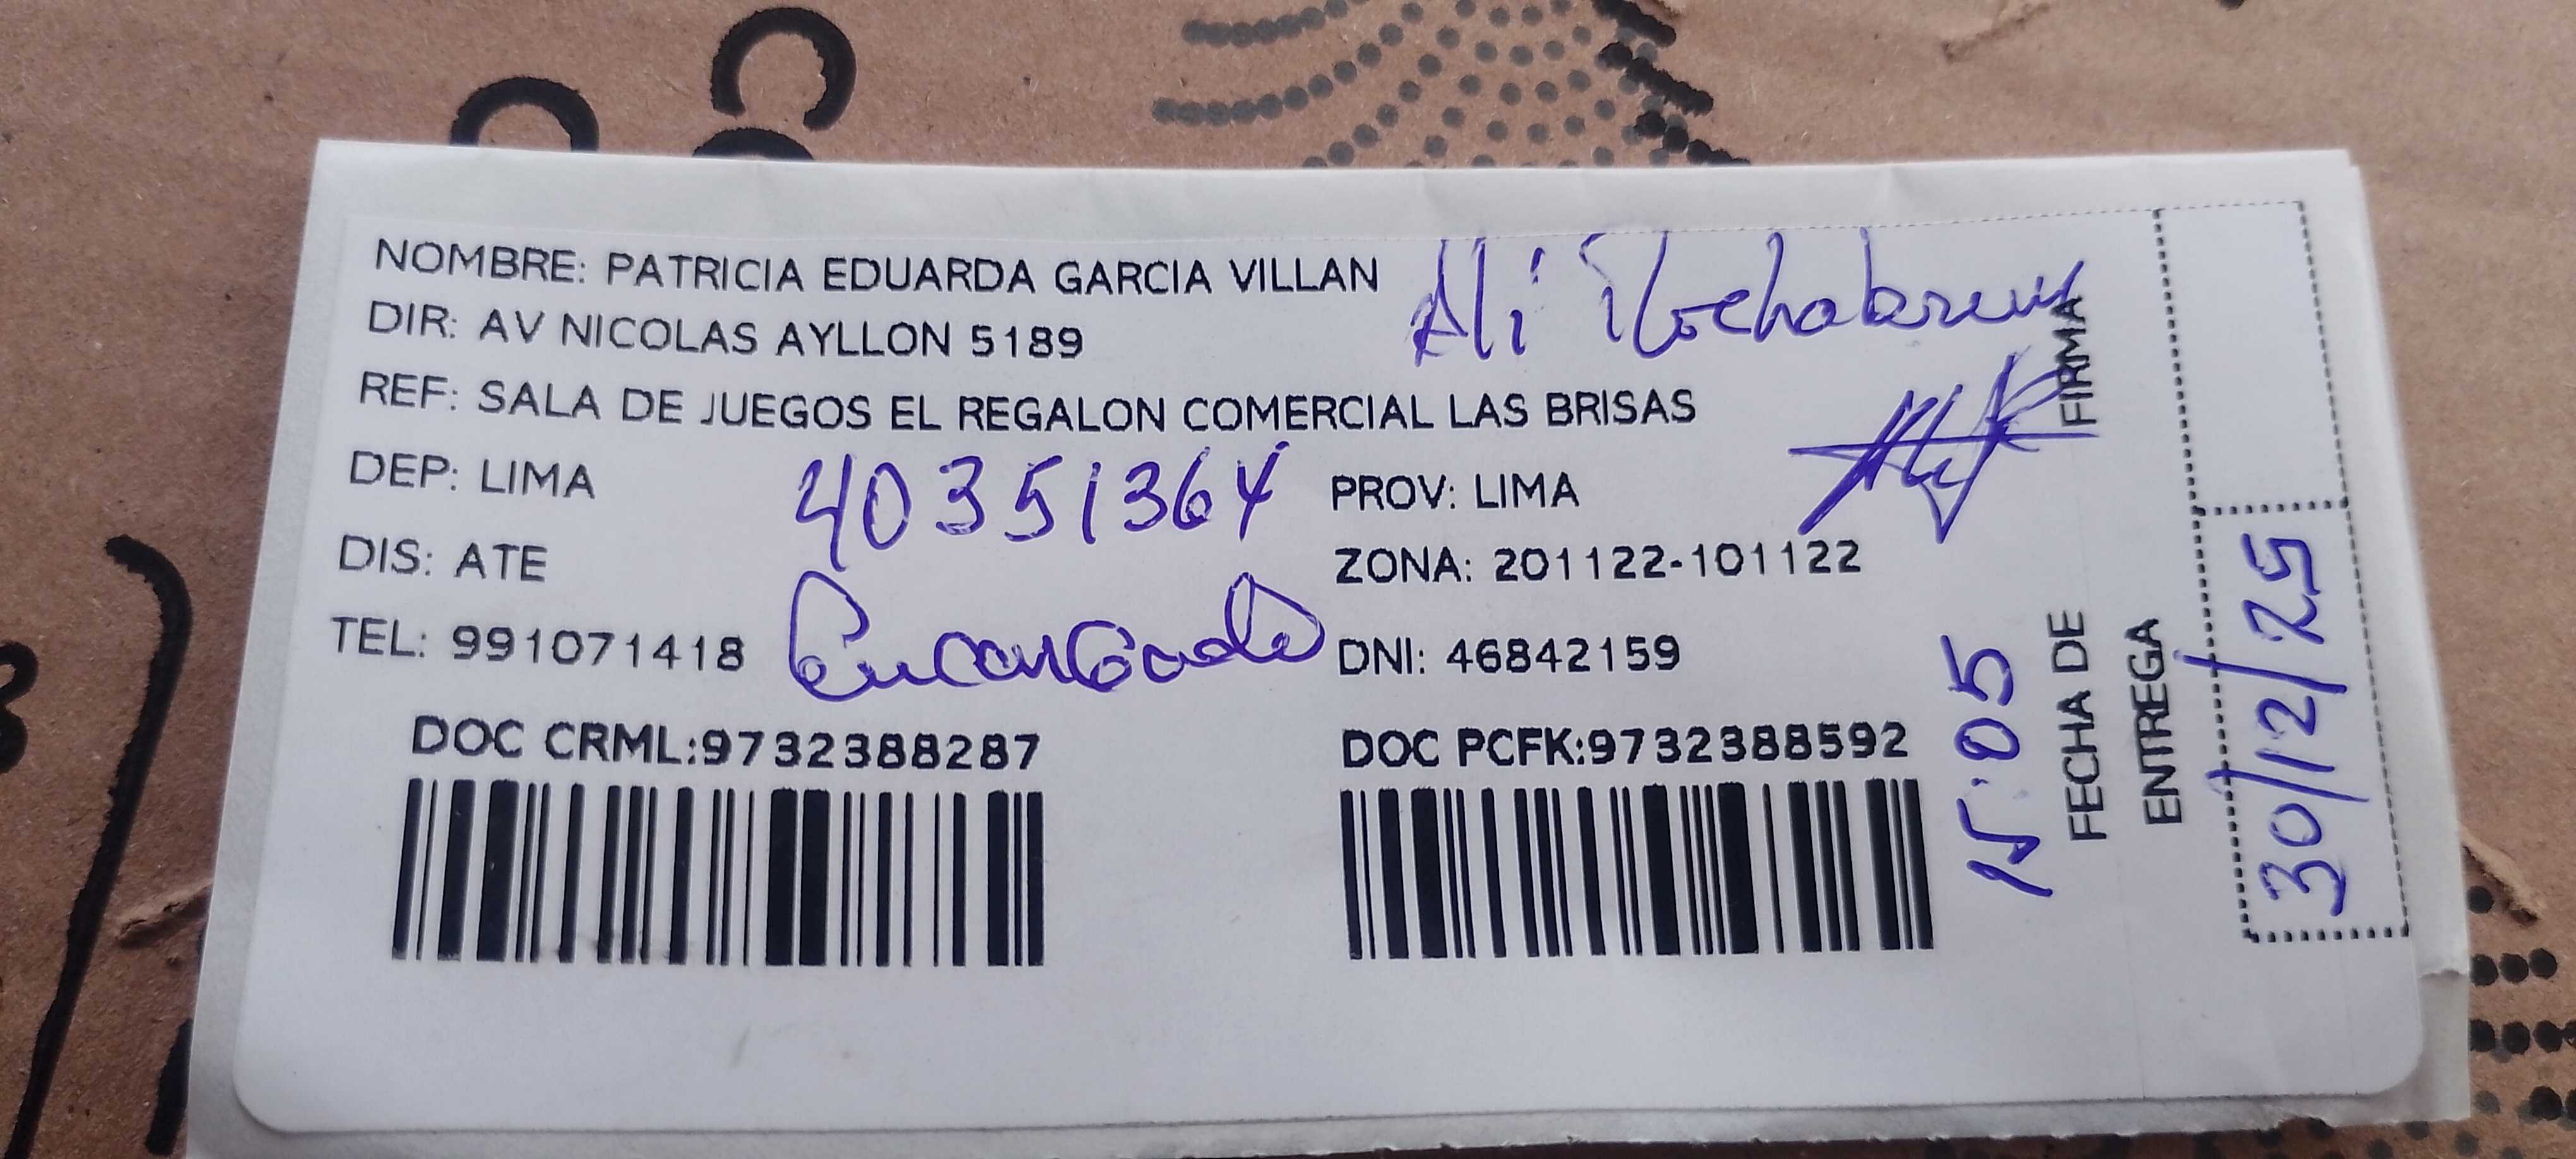 NOMBRE: PATRICIA EDUARDA GARCIA VILLAN
Ali
DIR: AV NICOLAS AYLLON 5189
REF: SALA DE JUEGOS EL REGALON COMERCIAL LAS BRISAS
FIRMA
DEP: LIMA
40351364
PROV: LIMA
DIS: ATE
ZONA: 201122-101122
TEL: 991071418
Encargado
DNI: 46842159
DOC CRML:9732388287
DOC PCFK:9732388592
15:05
FECHA DE
ENTREGA
30/12/25